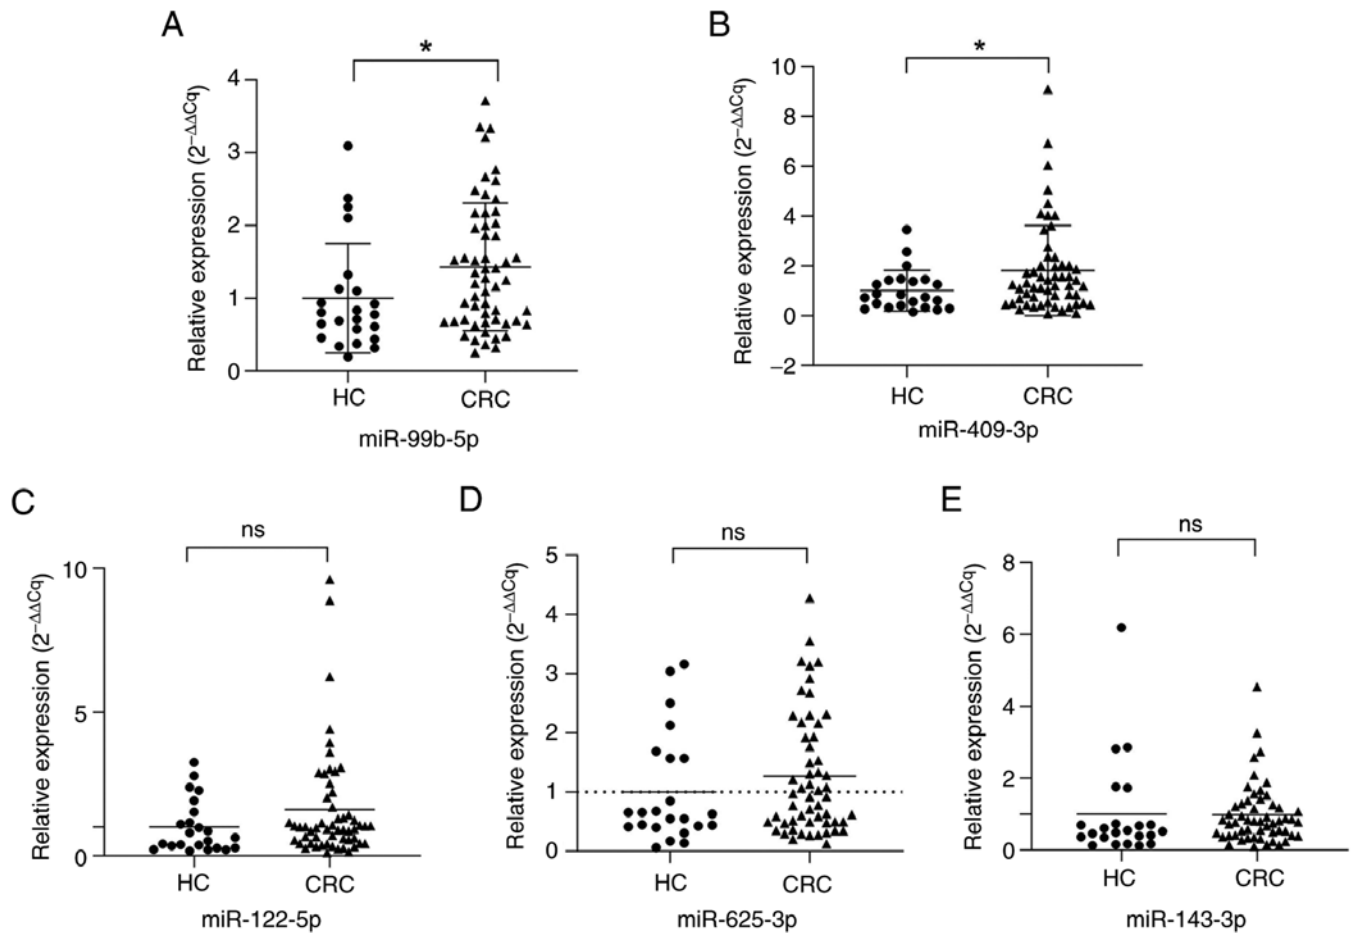 A
*
Relative expression (2−ΔΔCq)
4
3
2
1
0
HC
CRC
miR-99b-5p
B
*
Relative expression (2−ΔΔCq)
10
8
6
4
2
0
−2
HC
CRC
miR-409-3p
C
ns
Relative expression (2−ΔΔCq)
10
5
0
HC
CRC
miR-122-5p
D
ns
Relative expression (2−ΔΔCq)
5
4
3
2
1
0
HC
CRC
miR-625-3p
E
ns
Relative expression (2−ΔΔCq)
8
6
4
2
0
HC
CRC
miR-143-3p